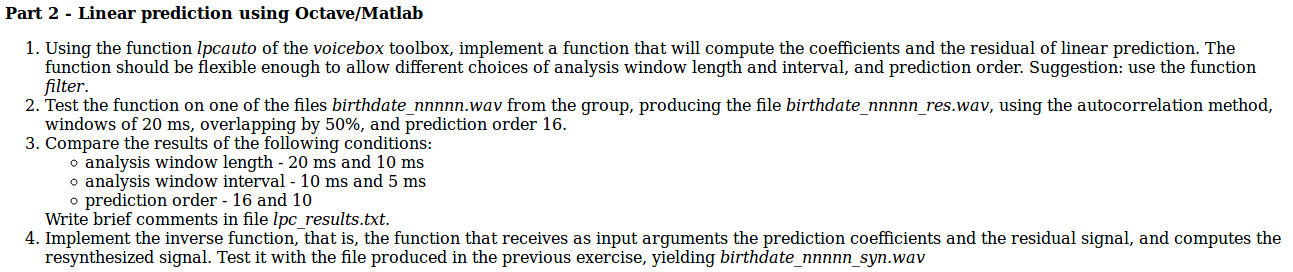 Part 2 - Linear prediction using Octave/Matlab
1. Using the function lpcauto of the voicebox toolbox, implement a function that will compute the coefficients and the residual of linear prediction. The
function should be flexible enough to allow different choices of analysis window length and interval, and prediction order. Suggestion: use the function
filter.
2. Test the function on one of the files birthdate_nnnnn.wav from the group, producing the file birthdate_nnnnn_res.wav, using the autocorrelation method,
windows of 20 ms, overlapping by 50%, and prediction order 16.
3. Compare the results of the following conditions:
◦ analysis window length - 20 ms and 10 ms
◦ analysis window interval - 10 ms and 5 ms
◦ prediction order - 16 and 10
Write brief comments in file lpc_results.txt.
4. Implement the inverse function, that is, the function that receives as input arguments the prediction coefficients and the residual signal, and computes the
resynthesized signal. Test it with the file produced in the previous exercise, yielding birthdate_nnnnn_syn.wav